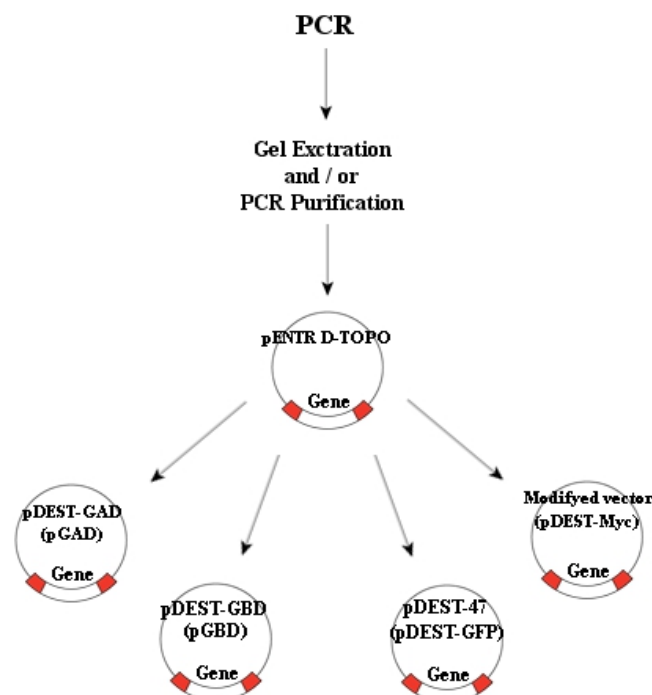 PCR
Gel Exctration
and / or
PCR Purification
pENTR D-TOPO
Gene
pDEST-GAD
(pGAD)
Gene
pDEST-GBD
(pGBD)
Gene
pDEST-47
(pDEST-GFP)
Gene
Modifyed vector
(pDEST-Myc)
Gene